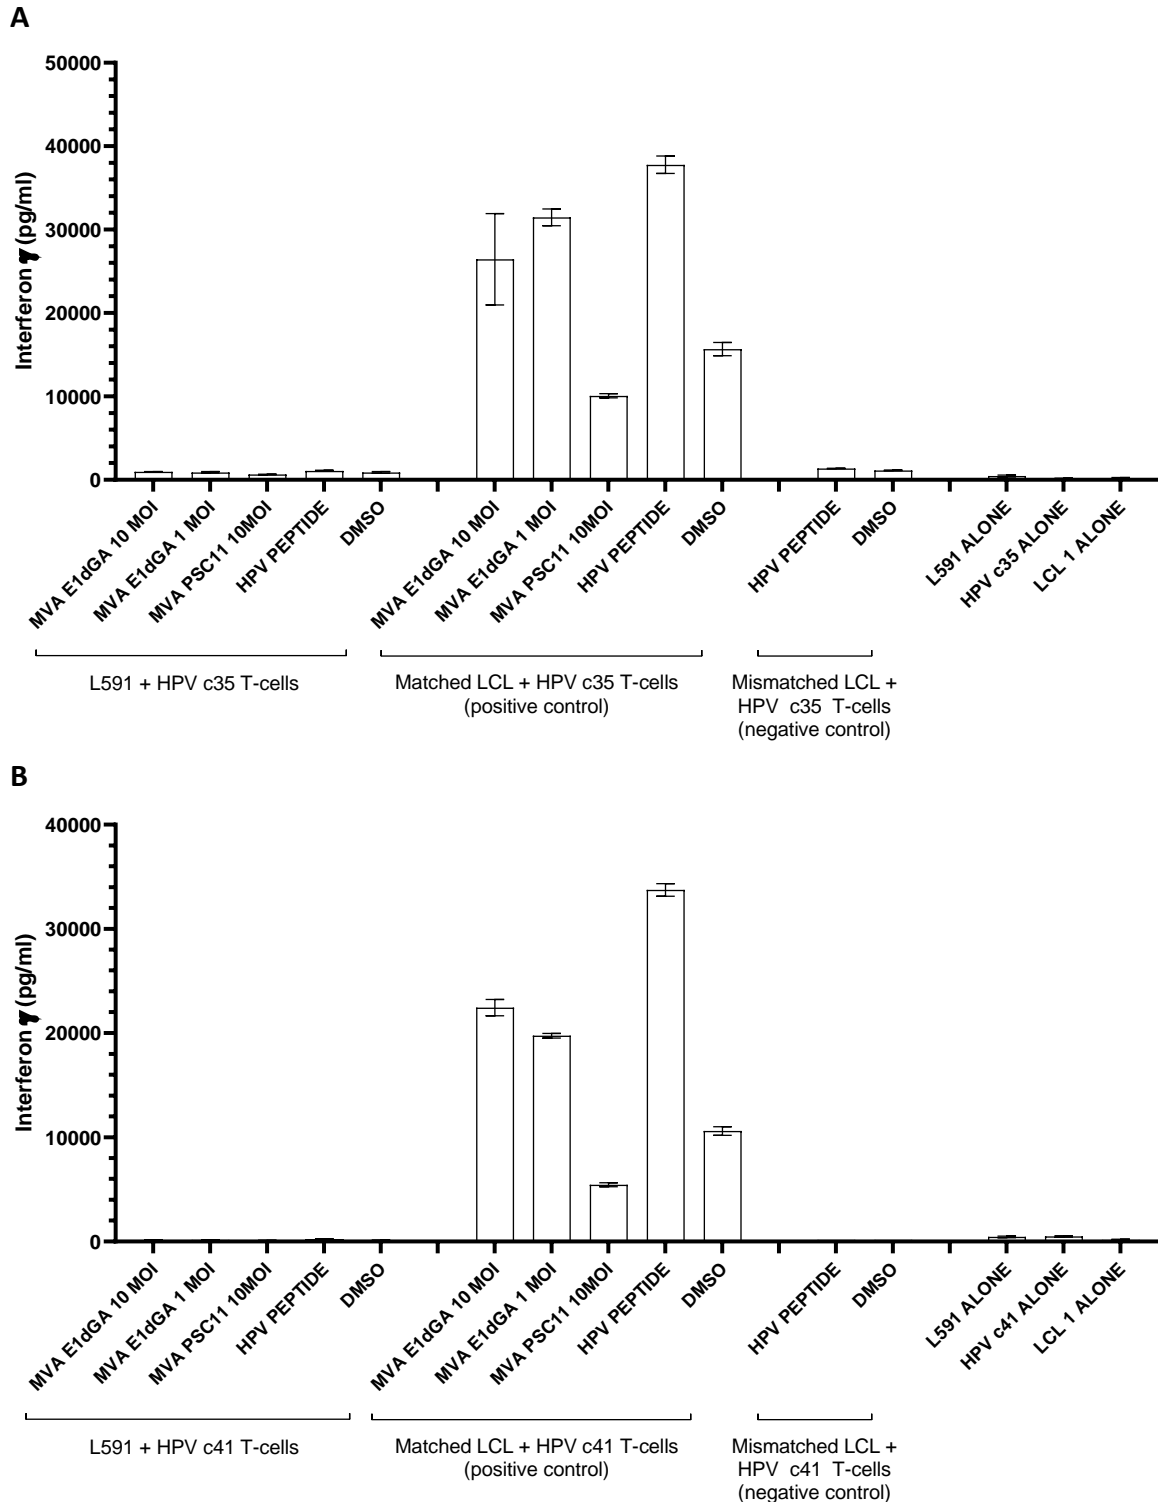 A
50000
40000
30000
20000
10000
0
Interferon γ (pg/ml)
MVA E1dGA 10 MOI
MVA E1dGA 1 MOI
MVA PSC11 10MOI
HPV PEPTIDE
DMSO
MVA E1dGA 10 MOI
MVA E1dGA 1 MOI
MVA PSC11 10MOI
HPV PEPTIDE
DMSO
HPV PEPTIDE
DMSO
L591 ALONE
HPV c35 ALONE
LCL 1 ALONE
L591 + HPV c35 T-cells
Matched LCL + HPV c35 T-cells
(positive control)
Mismatched LCL +
HPV c35 T-cells
(negative control)
B
40000
30000
20000
10000
0
Interferon γ (pg/ml)
MVA E1dGA 10 MOI
MVA E1dGA 1 MOI
MVA PSC11 10MOI
HPV PEPTIDE
DMSO
MVA E1dGA 10 MOI
MVA E1dGA 1 MOI
MVA PSC11 10MOI
HPV PEPTIDE
DMSO
HPV PEPTIDE
DMSO
L591 ALONE
HPV c41 ALONE
LCL 1 ALONE
L591 + HPV c41 T-cells
Matched LCL + HPV c41 T-cells
(positive control)
Mismatched LCL +
HPV c41 T-cells
(negative control)